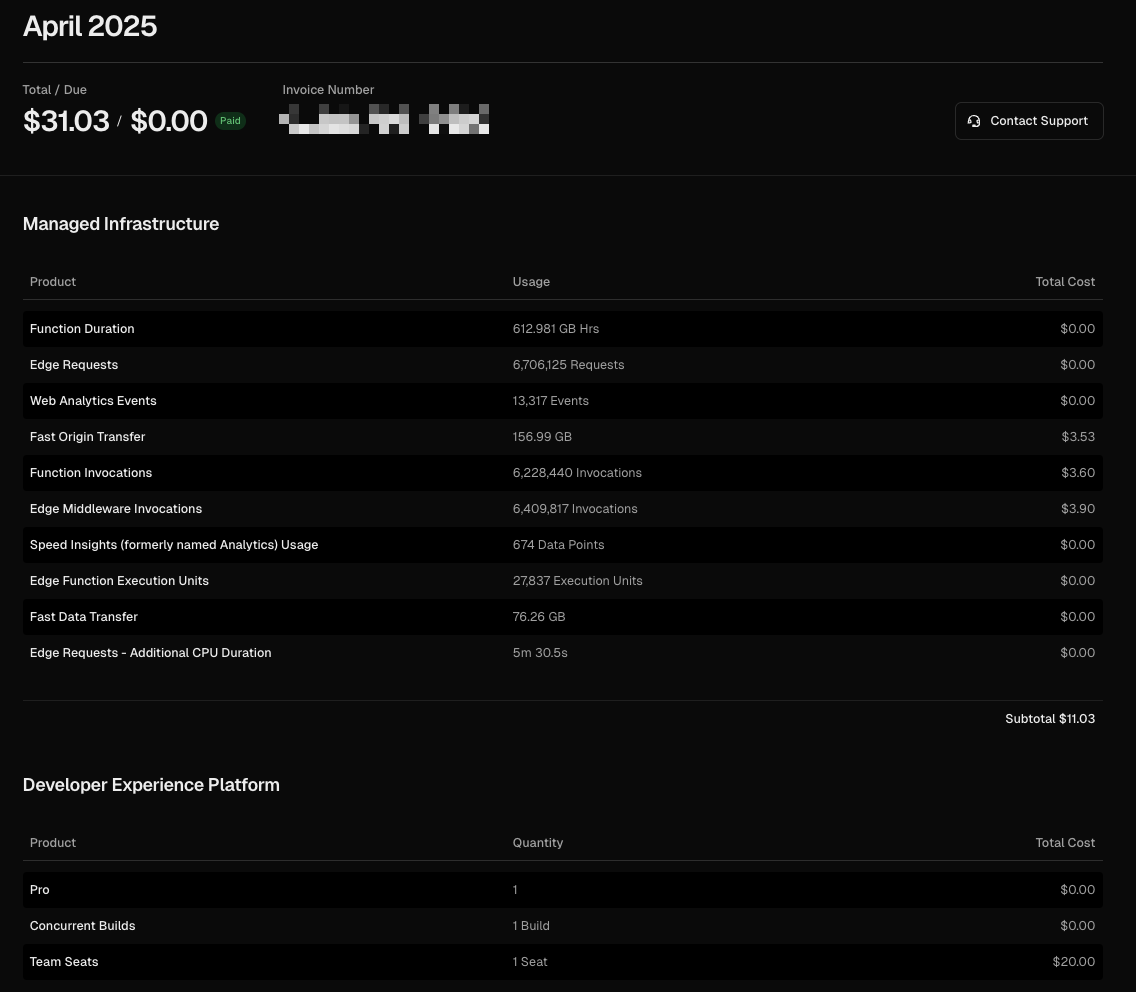 April 2025
Total / Due
Invoice Number
$31.03 / $0.00 Paid
Contact Support
Managed Infrastructure
Product Usage Total Cost
Function Duration 612.981 GB Hrs $0.00
Edge Requests 6,706,125 Requests $0.00
Web Analytics Events 13,317 Events $0.00
Fast Origin Transfer 156.99 GB $3.53
Function Invocations 6,228,440 Invocations $3.60
Edge Middleware Invocations 6,409,817 Invocations $3.90
Speed Insights (formerly named Analytics) Usage 674 Data Points $0.00
Edge Function Execution Units 27,837 Execution Units $0.00
Fast Data Transfer 76.26 GB $0.00
Edge Requests - Additional CPU Duration 5m 30.5s $0.00
Subtotal $11.03
Developer Experience Platform
Product Quantity Total Cost
Pro 1 $0.00
Concurrent Builds 1 Build $0.00
Team Seats 1 Seat $20.00